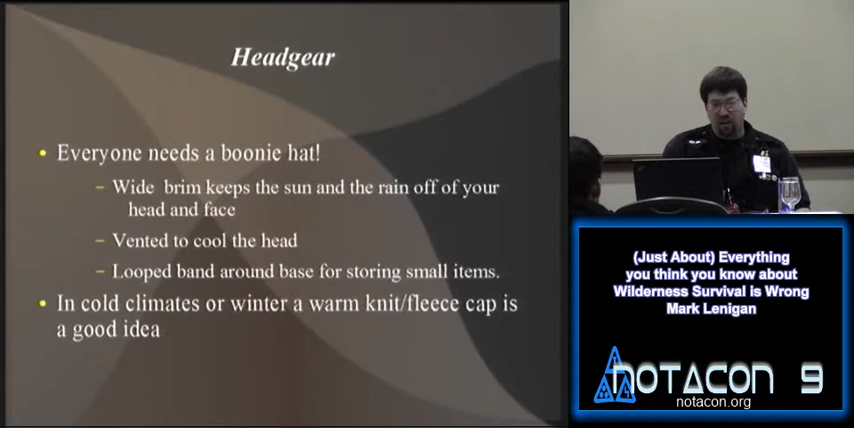 Headgear
• Everyone needs a boonie hat!
– Wide brim keeps the sun and the rain off of your
head and face
– Vented to cool the head
– Looped band around base for storing small items.
• In cold climates or winter a warm knit/fleece cap is
a good idea
(Just About) Everything
you think you know about
Wilderness Survival is Wrong
Mark Lenigan
NOTACON 9
notacon.org